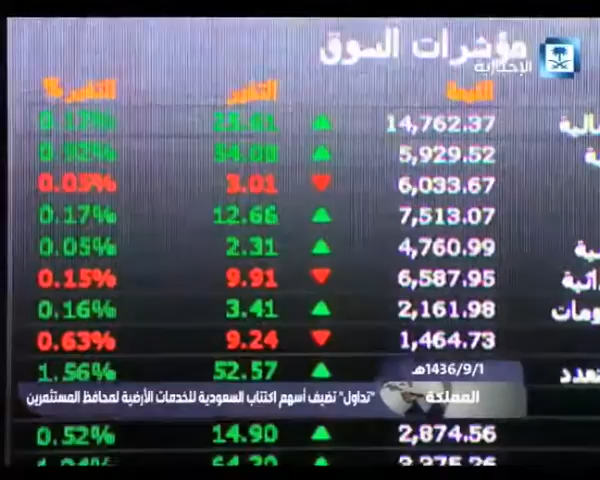 مؤشرات السوق
الإخبارية
القيمة التغير التغير%
14,762.37 23.61 0.17%
5,929.52 54.00 0.92%
6,033.67 3.01 0.05%
7,513.07 12.66 0.17%
4,760.99 2.31 0.05%
6,587.95 9.91 0.15%
2,161.98 3.41 0.16%
1,464.73 9.24 0.63%
52.57 1.56%
1436/9/1هـ
المملكة "تداول" تضيف أسهم اكتتاب السعودية للخدمات الأرضية لمحافظ المستثمرين
2,874.56 14.90 0.52%